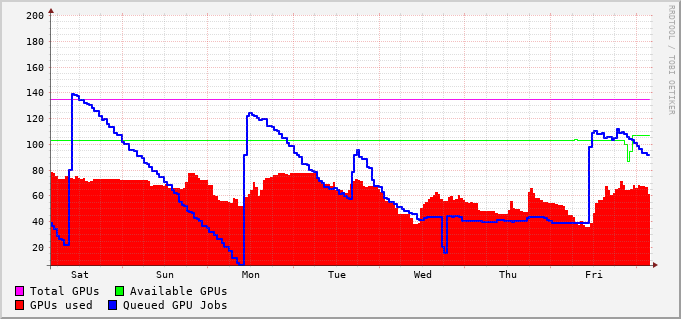 200
180
160
140
120
100
80
60
40
20
Sat Sun Mon Tue Wed Thu Fri
Total GPUs Available GPUs
GPUs used Queued GPU Jobs
RRDTOOL / TOBI OETIKER